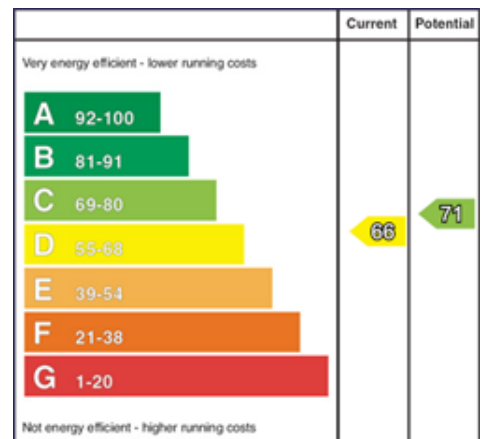 Current Potential
Very energy efficient - lower running costs
A 92-100
B 81-91
C 69-80
D 55-68
E 39-54
F 21-38
G 1-20
66
71
Not energy efficient - higher running costs